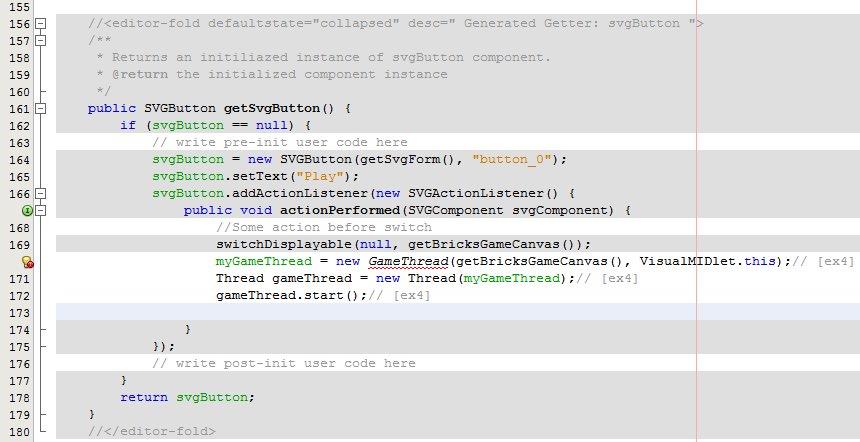 155
156 //<editor-fold defaultstate="collapsed" desc=" Generated Getter: svgButton ">
157 /**
158 * Returns an initiliazed instance of svgButton component.
159 * @return the initialized component instance
160 */
161 public SVGButton getSvgButton() {
162 if (svgButton == null) {
163 // write pre-init user code here
164 svgButton = new SVGButton(getSvgForm(), "button_0");
165 svgButton.setText("Play");
166 svgButton.addActionListener(new SVGActionListener() {
public void actionPerformed(SVGComponent svgComponent) {
168 //Some action before switch
169 switchDisplayable(null, getBricksGameCanvas());
myGameThread = new GameThread(getBricksGameCanvas(), VisualMIDlet.this);// [ex4]
171 Thread gameThread = new Thread(myGameThread);// [ex4]
172 gameThread.start();// [ex4]
173
174 }
175 });
176 // write post-init user code here
177 }
178 return svgButton;
179 }
180 //</editor-fold>